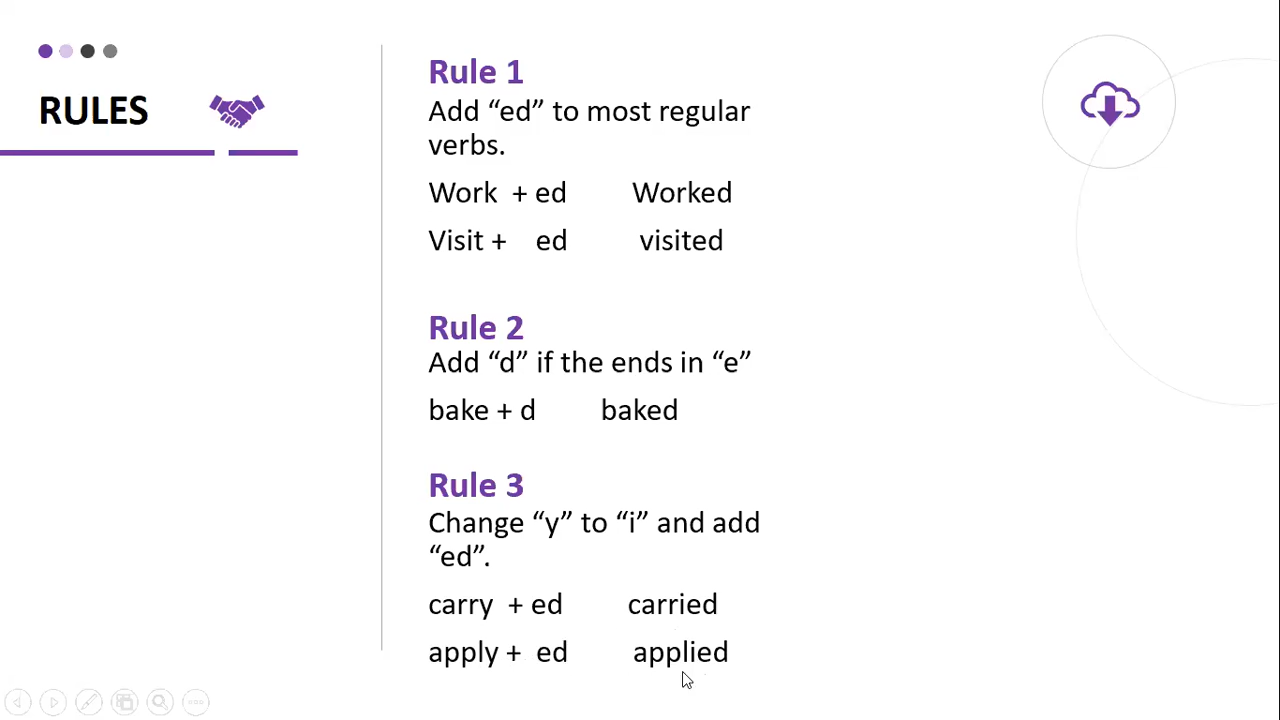 RULES
Rule 1
Add “ed” to most regular
verbs.
Work + ed Worked
Visit + ed visited
Rule 2
Add “d” if the ends in “e”
bake + d baked
Rule 3
Change “y” to “i” and add
“ed”.
carry + ed carried
apply + ed applied